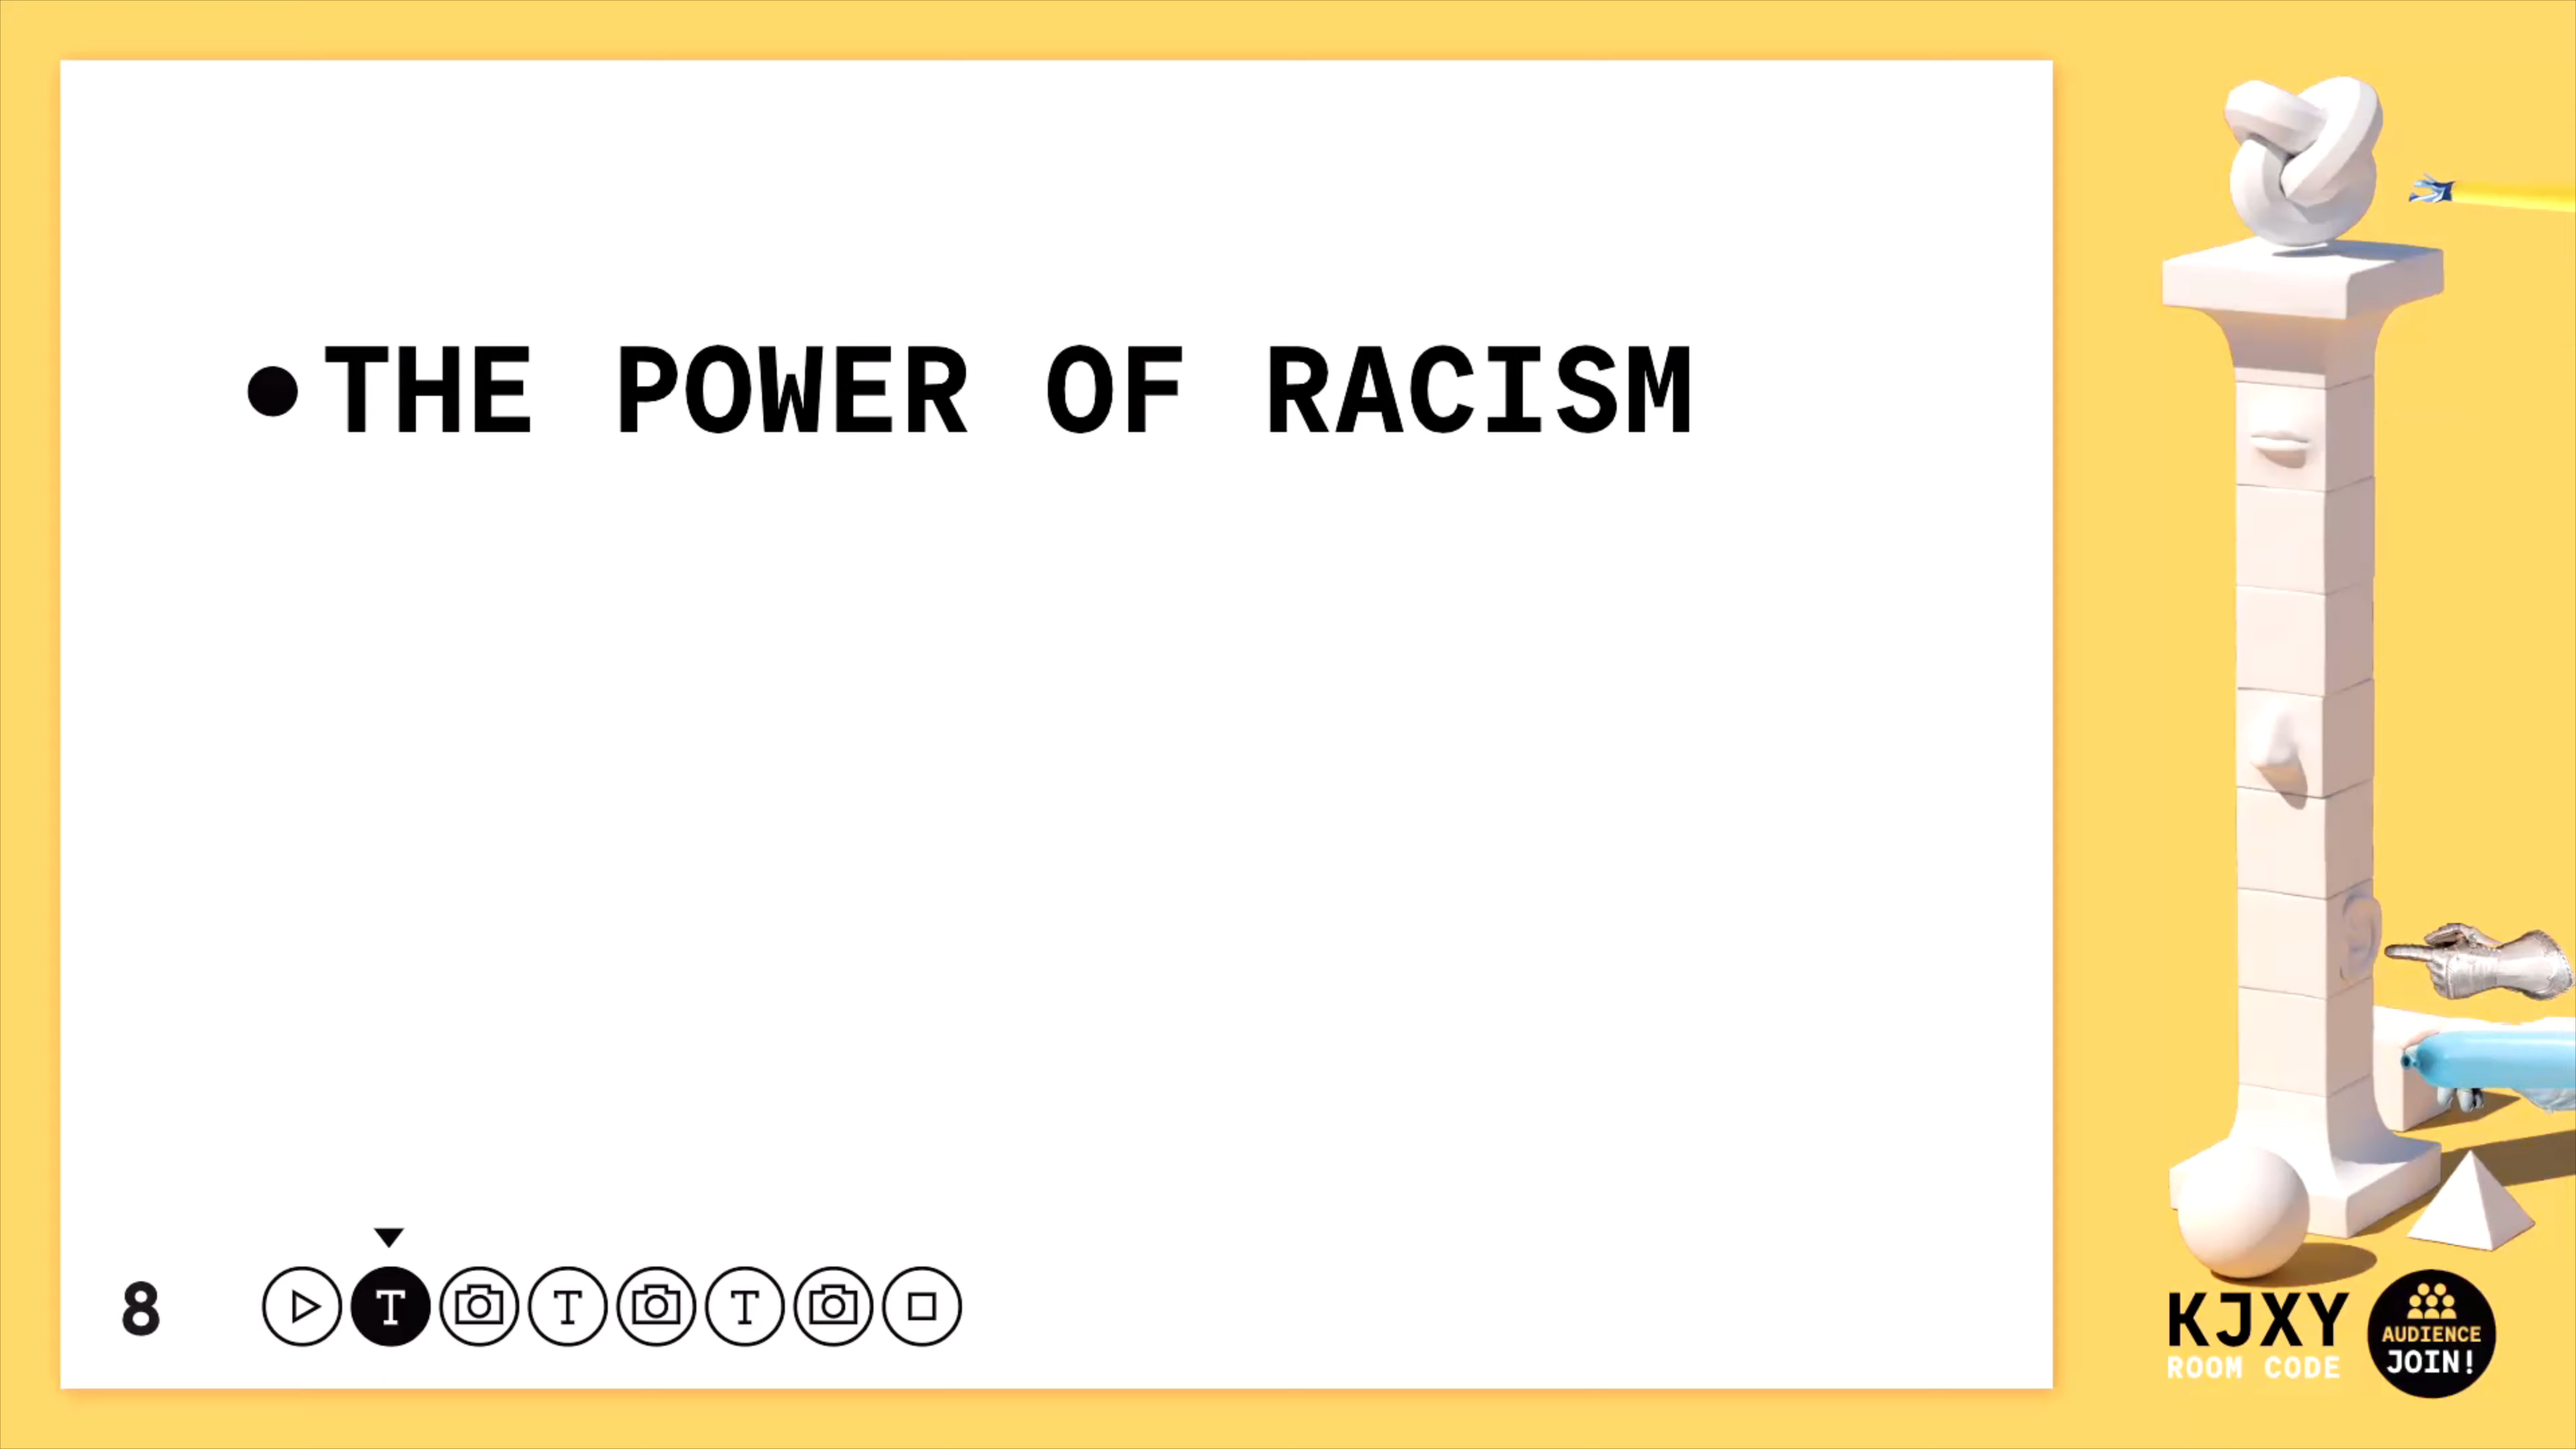 •THE POWER OF RACISM
8
T T T
KJXY
ROOM CODE
AUDIENCE
JOIN!